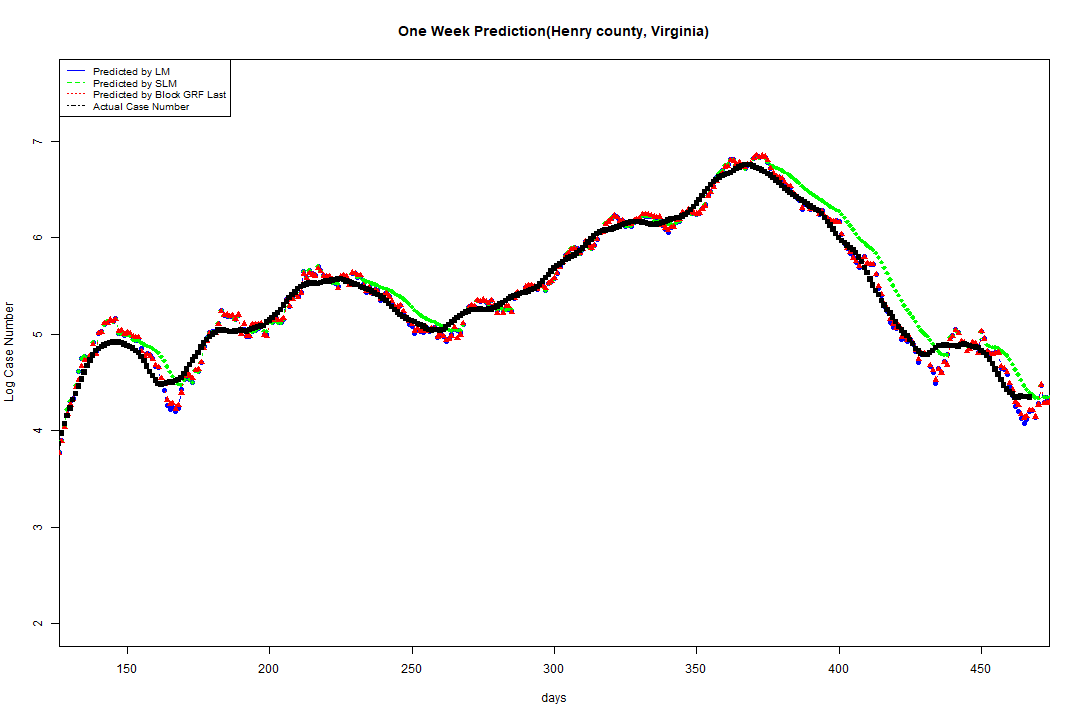 One Week Prediction(Henry county, Virginia)
Predicted by LM
Predicted by SLM
Predicted by Block GRF Last
Actual Case Number
7
6
5
4
3
2
Log Case Number
150 200 250 300 350 400 450
days